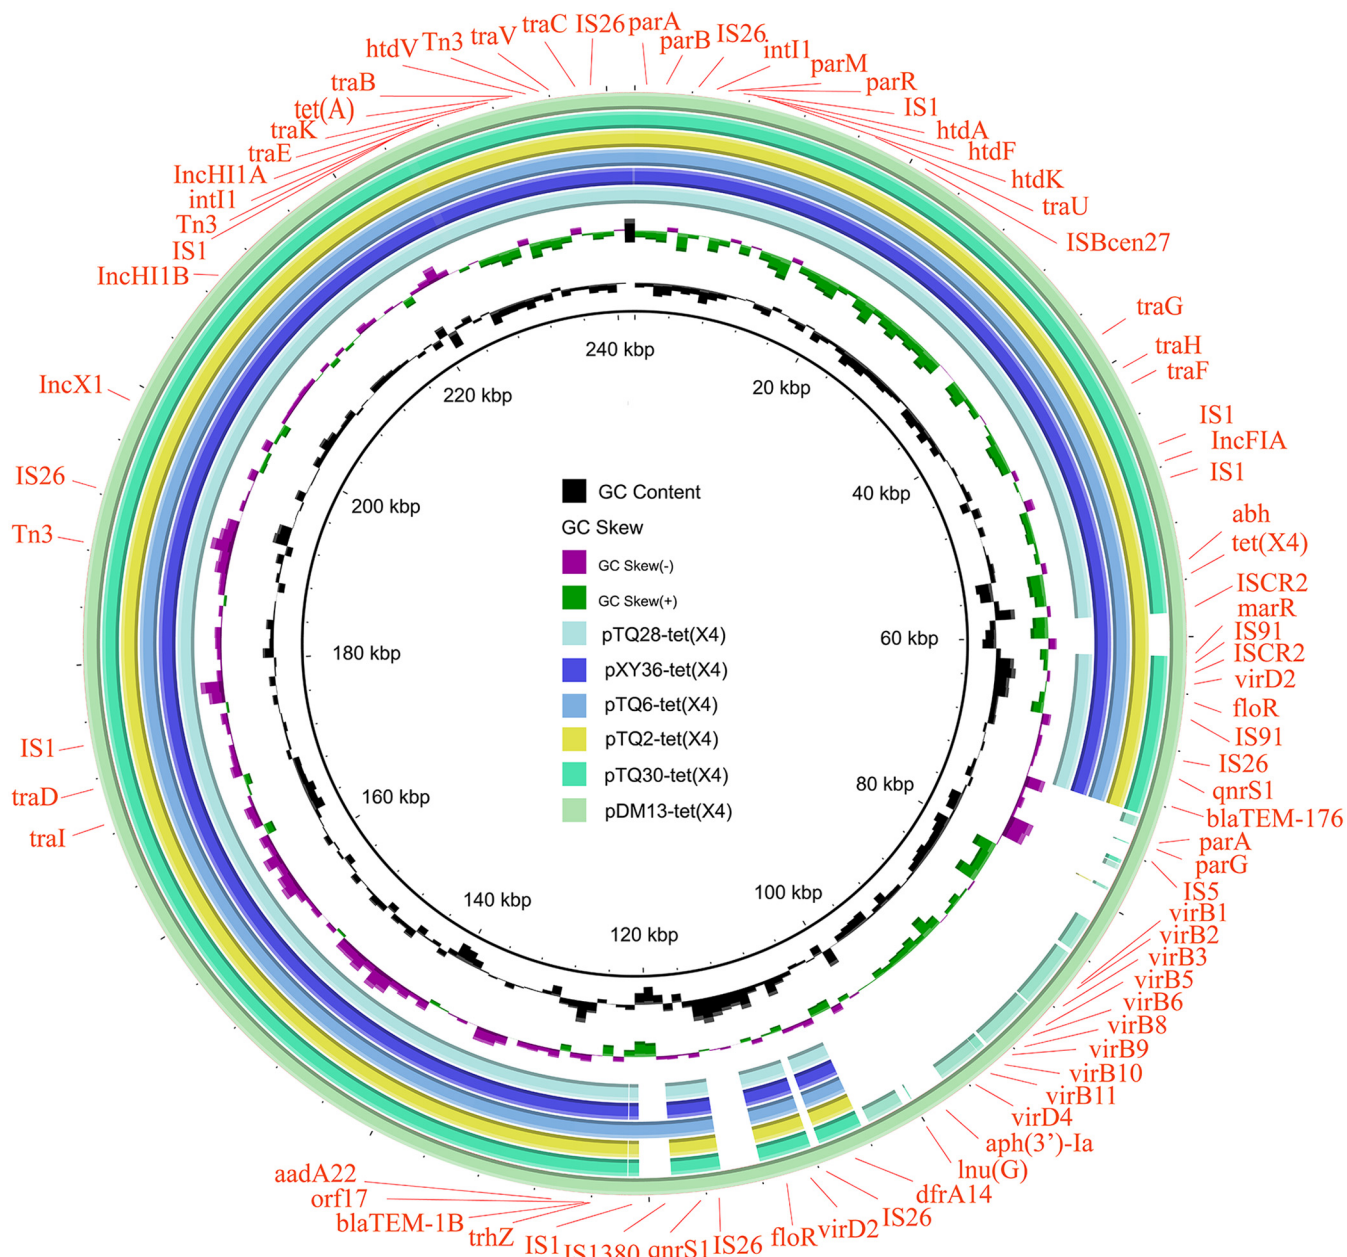 traC
IS26
parA
traV
parB
IS26
Tn3
htdV
intI1
parM
traB
parR
tet(A)
IS1
traK
htdA
traE
htdF
IncHI1A
htdK
intI1
traU
Tn3
ISBcen27
IS1
IncHI1B
traG
traH
traF
IncX1
IS1
IncFIA
IS1
IS26
abh
Tn3
tet(X4)
ISCR2
marR
IS91
ISCR2
virD2
floR
IS91
IS1
IS26
traD
qnrS1
blaTEM-176
traI
parA
parG
IS5
virB1
virB2
virB3
virB5
virB6
virB8
virB9
virB10
virB11
virD4
aph(3’)-Ia
lnu(G)
dfrA14
IS26
virD2
floR
IS26
qnrS1
IS1380
IS1
trhZ
blaTEM-1B
orf17
aadA22
240 kbp
20 kbp
40 kbp
60 kbp
80 kbp
100 kbp
120 kbp
140 kbp
160 kbp
180 kbp
200 kbp
220 kbp
GC Content
GC Skew
GC Skew(-)
GC Skew(+)
pTQ28-tet(X4)
pXY36-tet(X4)
pTQ6-tet(X4)
pTQ2-tet(X4)
pTQ30-tet(X4)
pDM13-tet(X4)